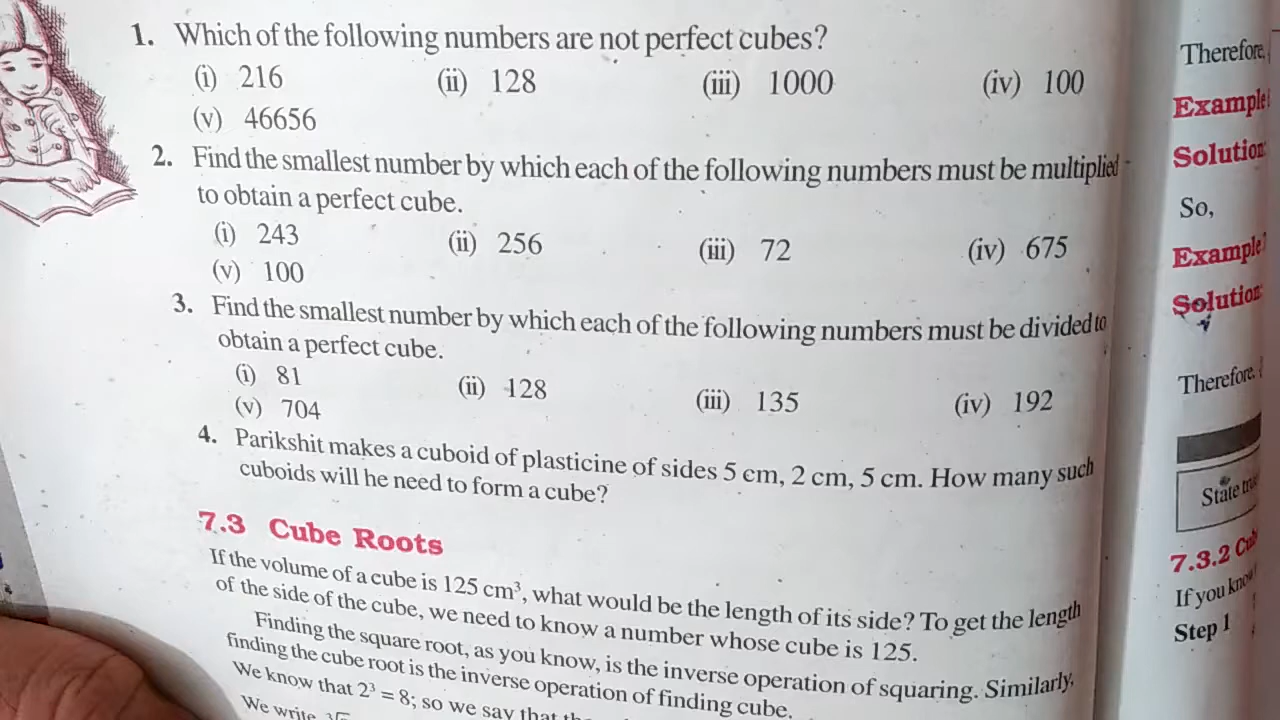 1. Which of the following numbers are not perfect cubes?
(i) 216 (ii) 128 (iii) 1000 (iv) 100
(v) 46656
2. Find the smallest number by which each of the following numbers must be multiplied
to obtain a perfect cube.
(i) 243 (ii) 256 (iii) 72 (iv) 675
(v) 100
3. Find the smallest number by which each of the following numbers must be divided to
obtain a perfect cube.
(i) 81 (ii) 128 (iii) 135 (iv) 192
(v) 704
4. Parikshit makes a cuboid of plasticine of sides 5 cm, 2 cm, 5 cm. How many such
cuboids will he need to form a cube?
7.3 Cube Roots
If the volume of a cube is 125 cm³, what would be the length of its side? To get the length
of the side of the cube, we need to know a number whose cube is 125.
Finding the square root, as you know, is the inverse operation of squaring. Similarly,
finding the cube root is the inverse operation of finding cube.
We know that 2³ = 8; so we say that
We write
Therefore,
Example
Solution:
So,
Example
Solution:
Therefore,
State
7.3.2
If you know
Step 1